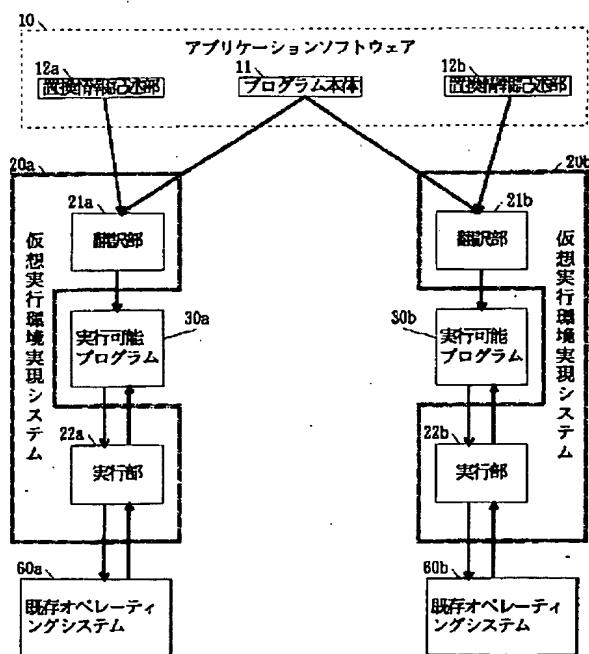 10
アプリケーションソフトウェア
12a
11
12b
置換情報記述部
プログラム本体
置換情報記述部
20a
20b
21a
21b
翻訳部
翻訳部
仮想実行環境実現システム
仮想実行環境実現システム
30a
30b
実行可能
プログラム
実行可能
プログラム
22a
22b
実行部
実行部
60a
60b
既存オペレーティ
ングシステム
既存オペレーティ
ングシステム